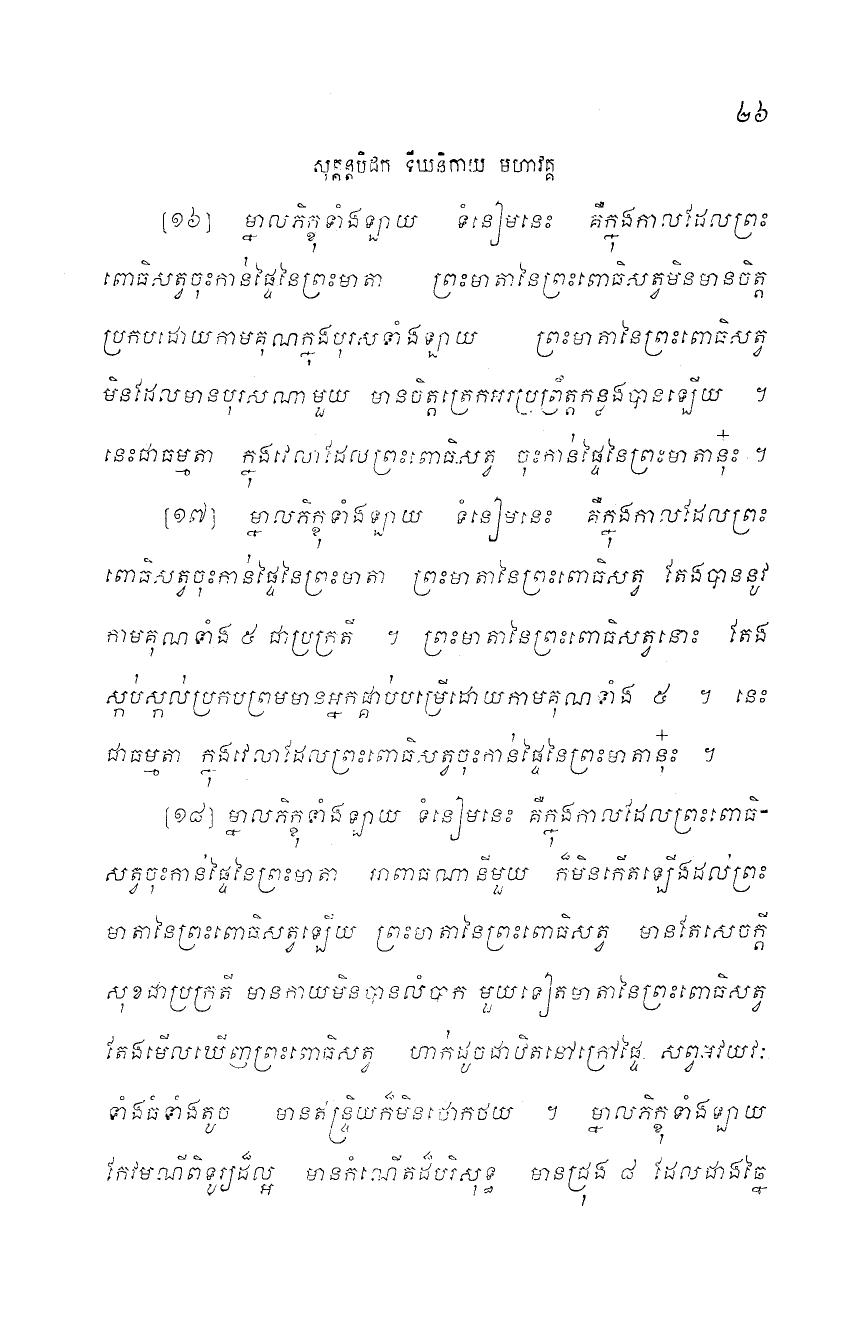 ២៦
សុត្តន្តបិដក ទីឃនិកាយ មហាវគ្គ
[១៦] ម្នាលភិក្ខុទាំងឡាយ ទំនៀមនេះ គឺក្នុងកាលដែលព្រះ
ពោធិសត្វចុះកាន់ផ្ទៃនៃព្រះមាតា ព្រះមាតានៃព្រះពោធិសត្វមិនមានចិត្ត
ប្រកបដោយកាមគុណក្នុងបុរសទាំងឡាយ ព្រះមាតានៃព្រះពោធិសត្វ
មិនដែលមានបុរសណាមួយ មានចិត្តត្រេកអរប្រព្រឹត្តកន្លងបានឡើយ ។
នេះជាធម្មតា ក្នុងវេលាដែលព្រះពោធិសត្វ ចុះកាន់ផ្ទៃនៃព្រះមាតានុ៎ះ ។
[១៧] ម្នាលភិក្ខុទាំងឡាយ ទំនៀមនេះ គឺក្នុងកាលដែលព្រះ
ពោធិសត្វចុះកាន់ផ្ទៃនៃព្រះមាតា ព្រះមាតានៃព្រះពោធិសត្វ តែងបាននូវ
កាមគុណទាំង ៥ ជាប្រក្រតី ។ ព្រះមាតានៃព្រះពោធិសត្វនោះ តែង
ស្កប់ស្កល់ប្រកបព្រមមានអ្នកផ្គាប់បម្រើដោយកាមគុណទាំង ៥ ។ នេះ
ជាធម្មតា ក្នុងវេលាដែលព្រះពោធិសត្វចុះកាន់ផ្ទៃនៃព្រះមាតានុ៎ះ ។
[១៨] ម្នាលភិក្ខុទាំងឡាយ ទំនៀមនេះ គឺក្នុងកាលដែលព្រះពោធិ-
សត្វចុះកាន់ផ្ទៃនៃព្រះមាតា អាពាធណានីមួយ ក៏មិនកើតឡើងដល់ព្រះ
មាតានៃព្រះពោធិសត្វឡើយ ព្រះមាតានៃព្រះពោធិសត្វ មានតែសេចក្តី
សុខជាប្រក្រតី មានកាយមិនបានលំបាក មួយទៀតមាតានៃព្រះពោធិសត្វ
តែងមើលឃើញព្រះពោធិសត្វ ហាក់ដូចជាឋិតនៅក្រៅផ្ទៃ សព្វអវយវៈ
ទាំងធំទាំងតូច មានឥន្ទ្រិយក៏មិនថោកថយ ។ ម្នាលភិក្ខុទាំងឡាយ
កែវមណីពិទូរ្យដ៏ល្អ មានកំណើតដ៏បរិសុទ្ធ មានជ្រុង ៨ ដែលជាងឆ្នៃ